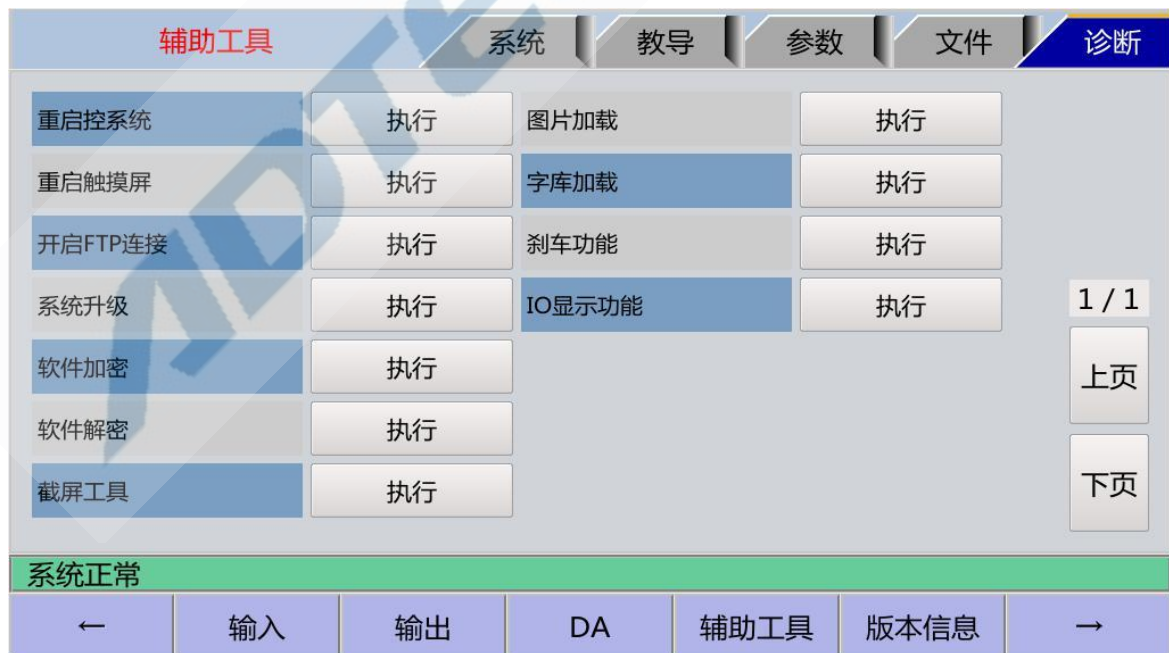 辅助工具 系统 教导 参数 文件 诊断
重启控系统 执行 图片加载 执行
重启触摸屏 执行 字库加载 执行
开启FTP连接 执行 刹车功能 执行
系统升级 执行 IO显示功能 执行
1 / 1
软件加密 执行
上页
软件解密 执行
截屏工具 执行
下页
系统正常
← 输入 输出 DA 辅助工具 版本信息 →